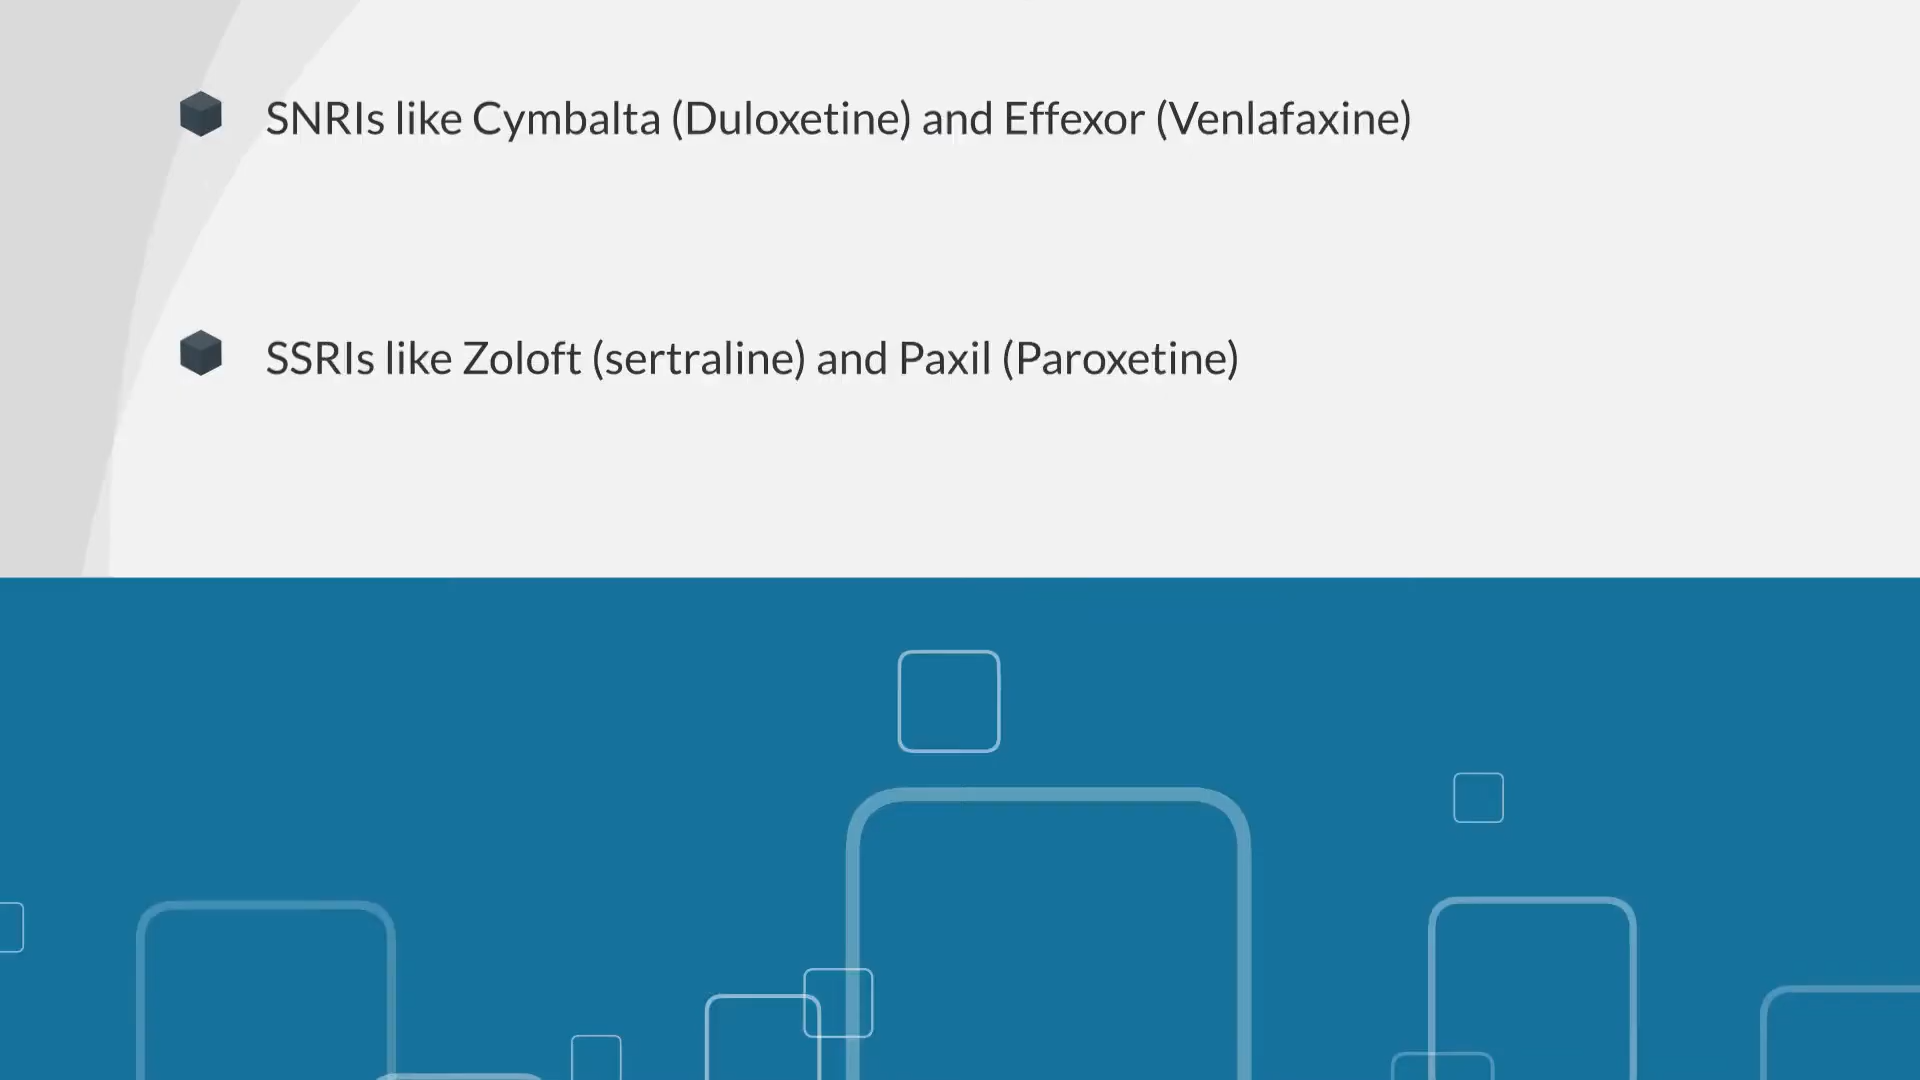 SNRIs like Cymbalta (Duloxetine) and Effexor (Venlafaxine)
SSRIs like Zoloft (sertraline) and Paxil (Paroxetine)